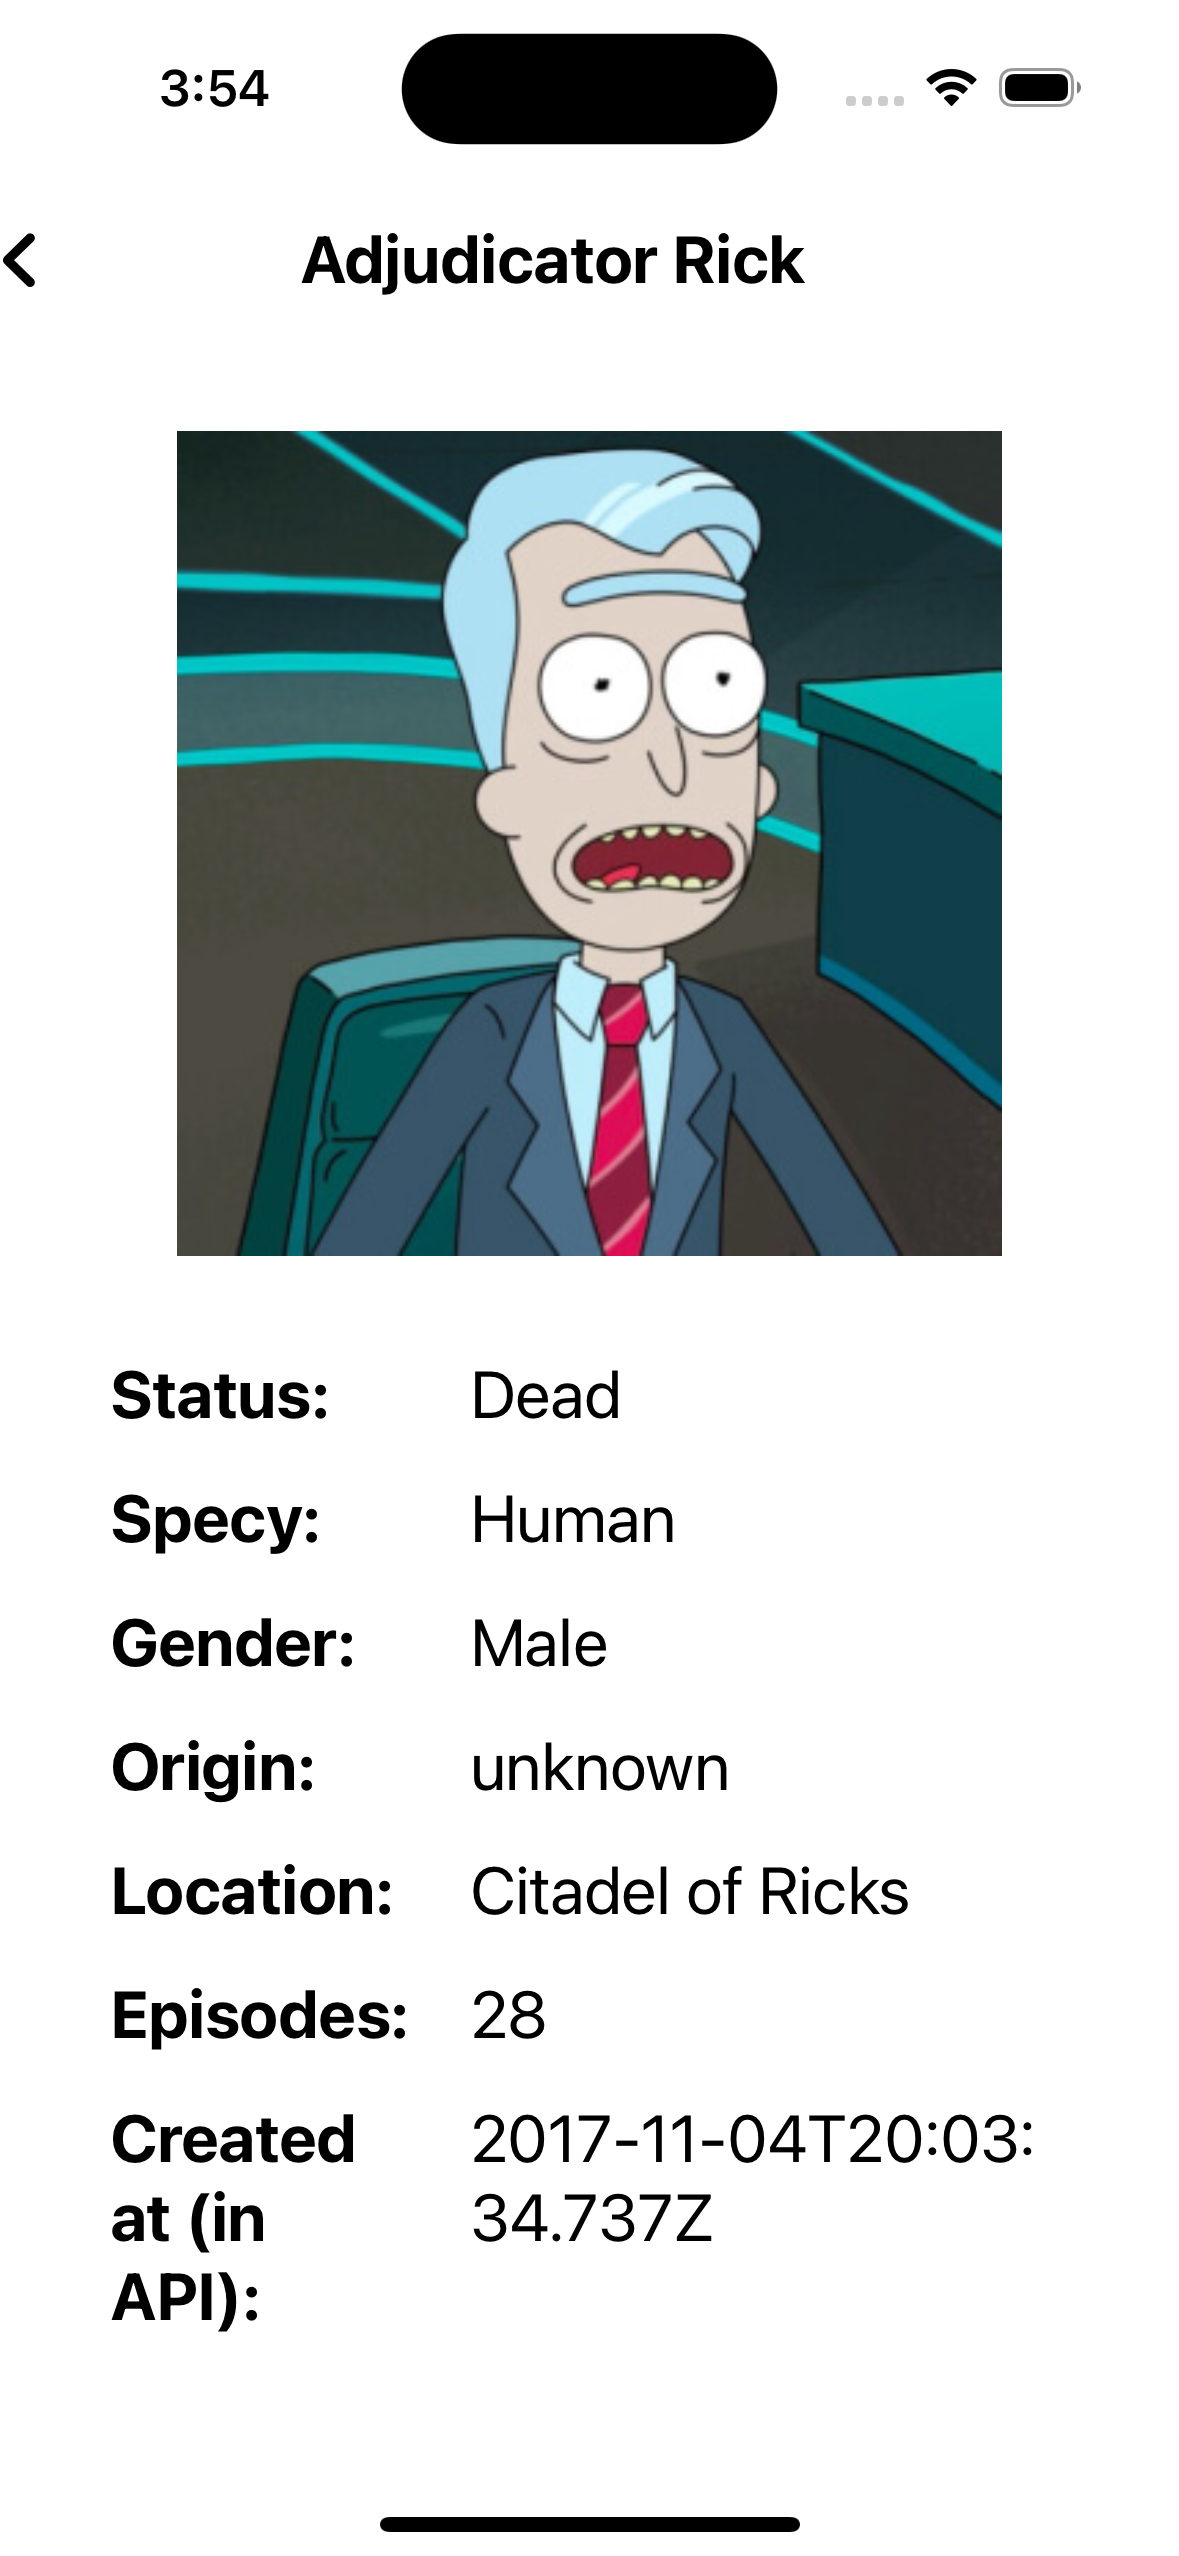 3:54
Adjudicator Rick
Status: Dead
Specy: Human
Gender: Male
Origin: unknown
Location: Citadel of Ricks
Episodes: 28
Created 2017-11-04T20:03:
at (in 34.737Z
API):